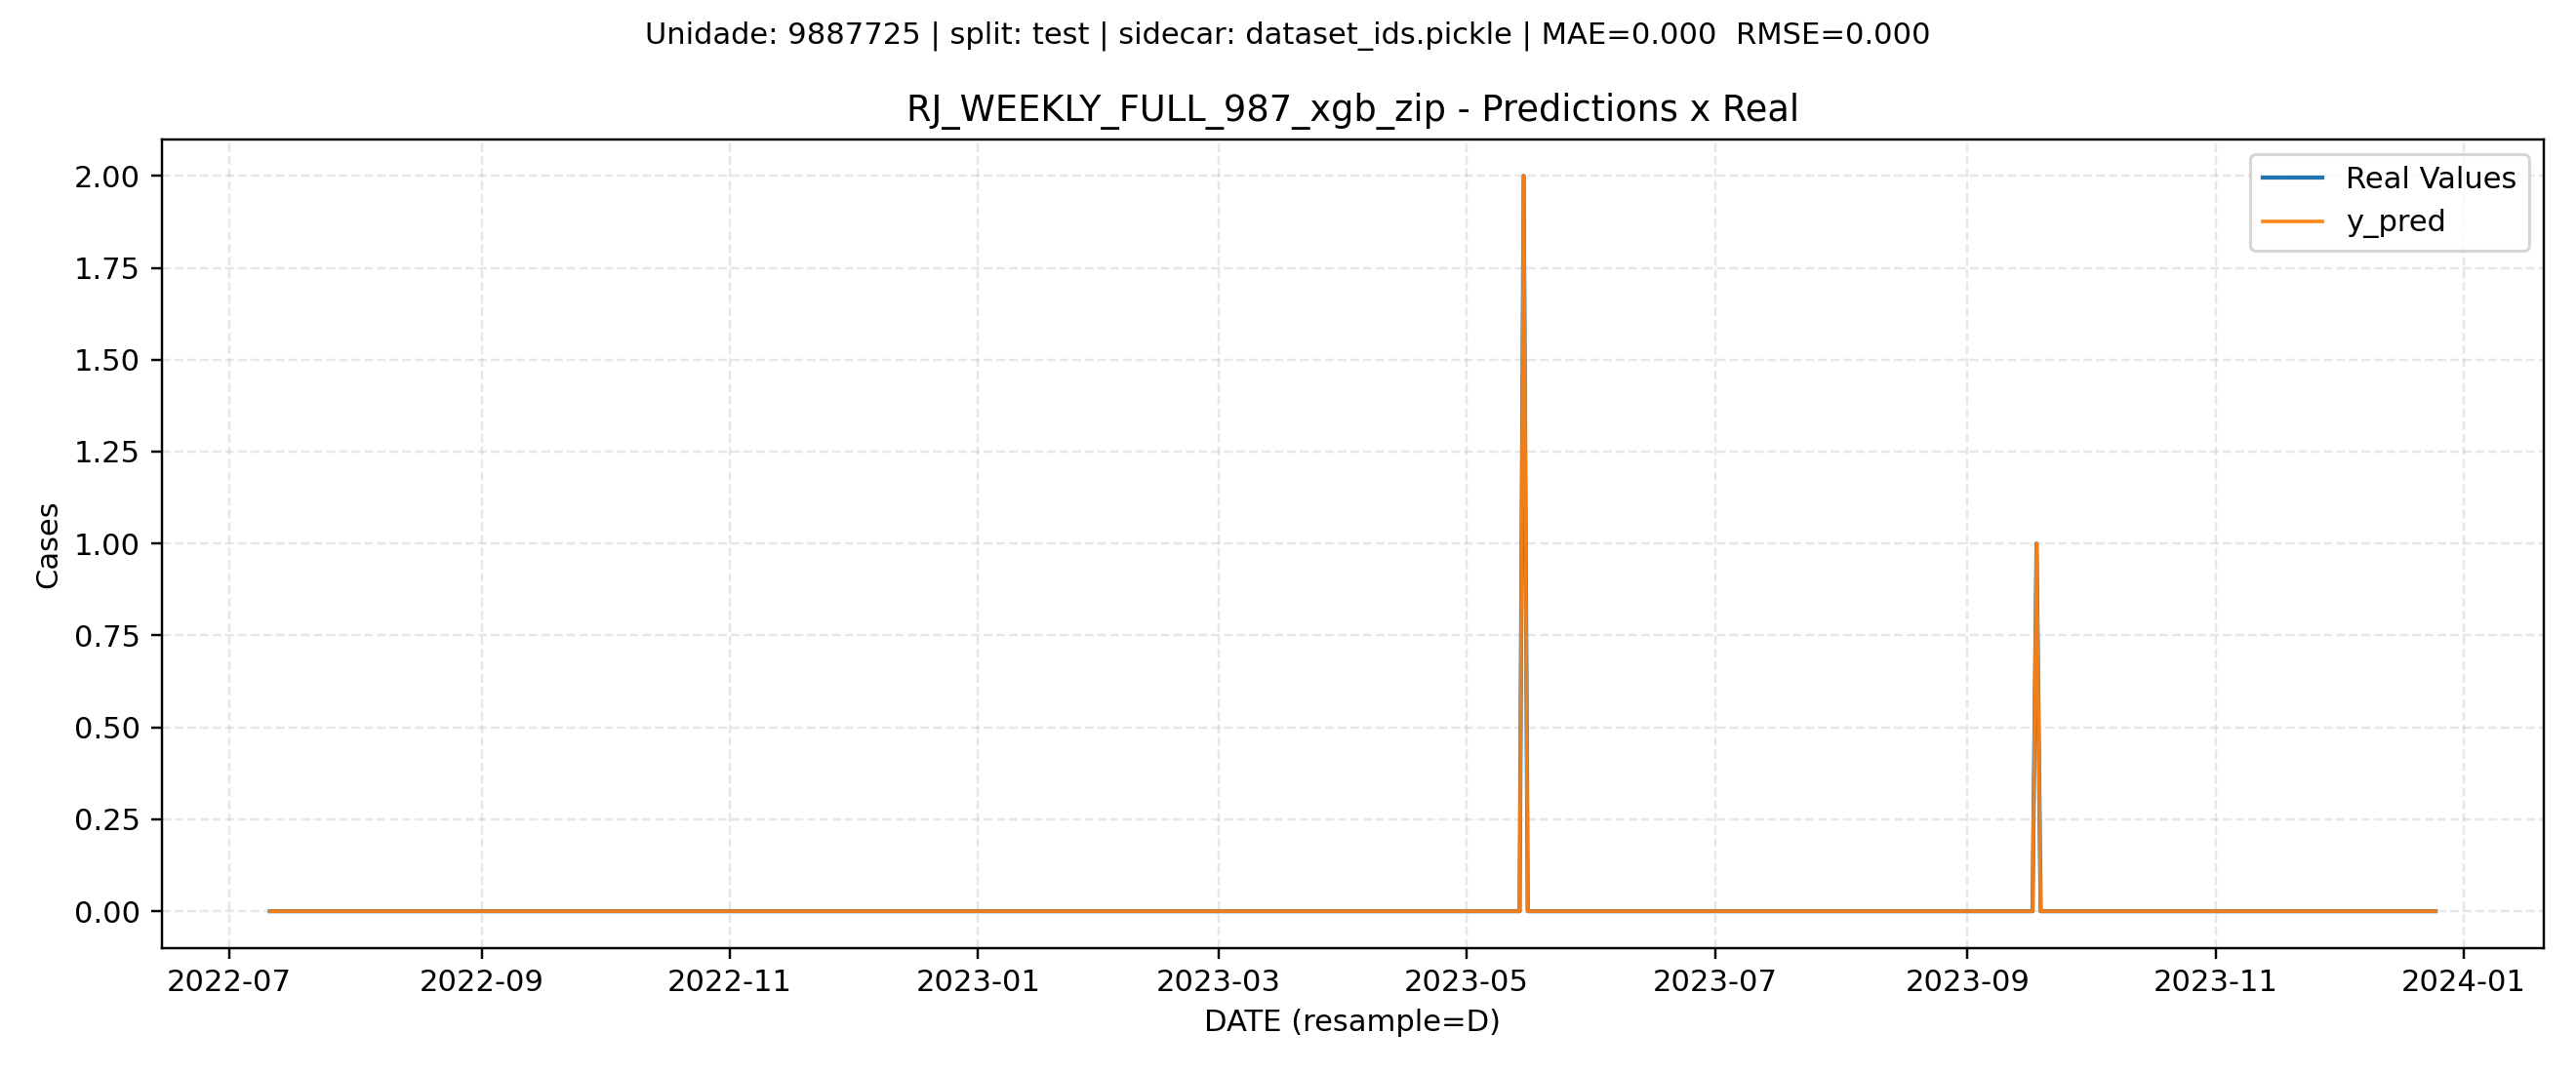 Unidade: 9887725 | split: test | sidecar: dataset_ids.pickle | MAE=0.000  RMSE=0.000
RJ_WEEKLY_FULL_987_xgb_zip - Predictions x Real
Real Values
y_pred
Cases
2.00
1.75
1.50
1.25
1.00
0.75
0.50
0.25
0.00
2022-07 2022-09 2022-11 2023-01 2023-03 2023-05 2023-07 2023-09 2023-11 2024-01
DATE (resample=D)